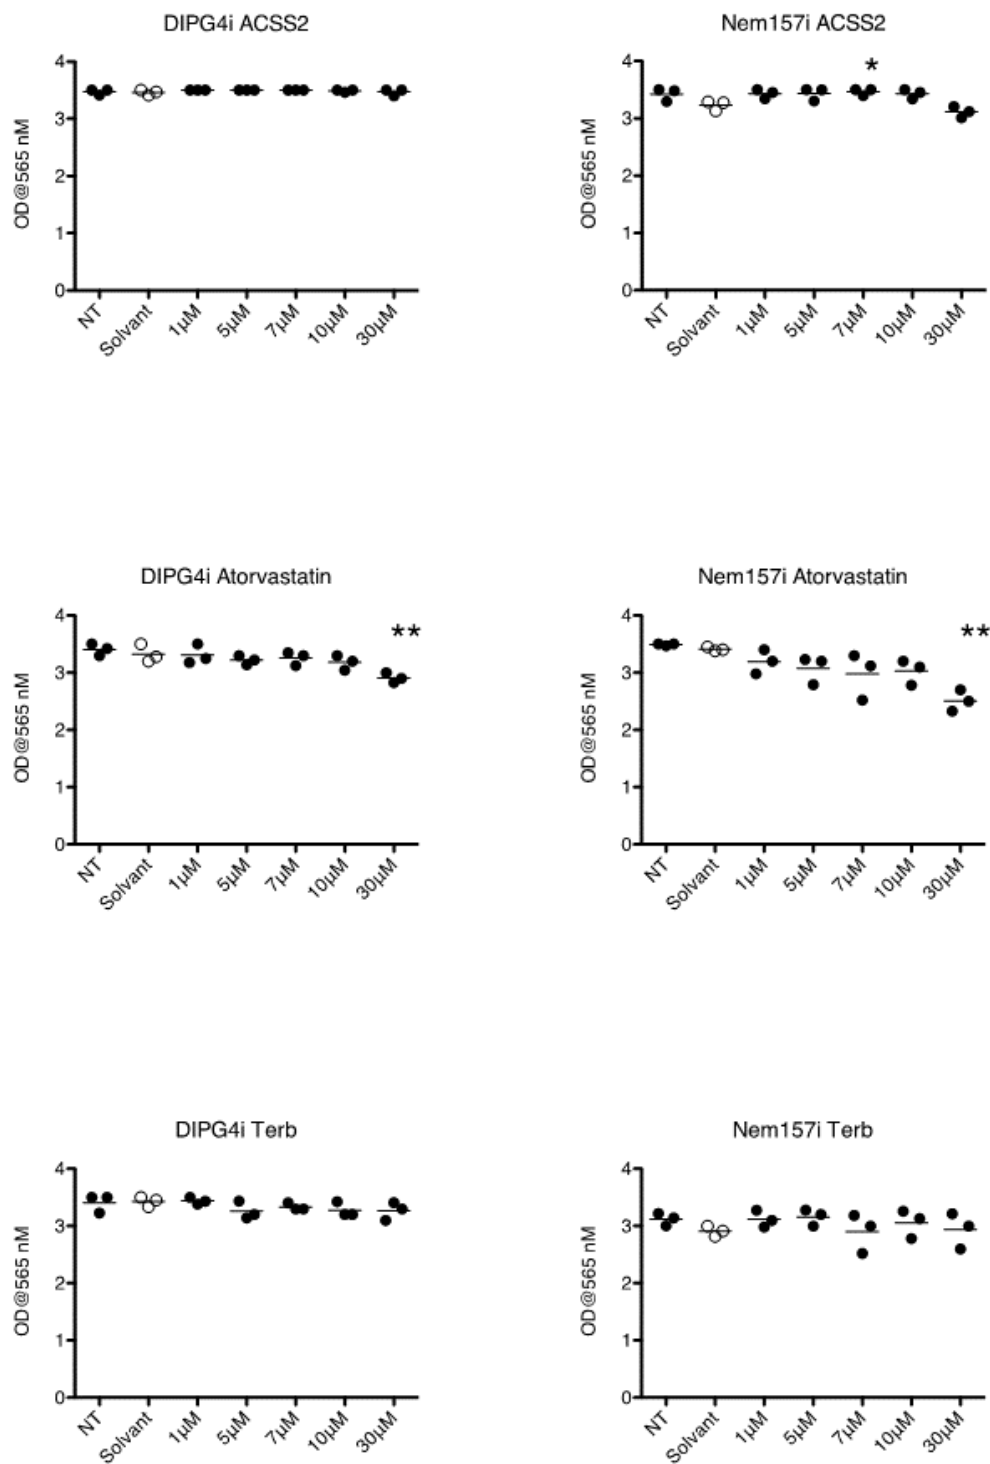 DIPG4i ACSS2
OD@565 nM
4
3
2
1
0
NT
Solvant
1µM
5µM
7µM
10µM
30µM
Nem157i ACSS2
*
OD@565 nM
4
3
2
1
0
NT
Solvant
1µM
5µM
7µM
10µM
30µM
DIPG4i Atorvastatin
**
OD@565 nM
4
3
2
1
0
NT
Solvant
1µM
5µM
7µM
10µM
30µM
Nem157i Atorvastatin
**
OD@565 nM
4
3
2
1
0
NT
Solvant
1µM
5µM
7µM
10µM
30µM
DIPG4i Terb
OD@565 nM
4
3
2
1
0
NT
Solvant
1µM
5µM
7µM
10µM
30µM
Nem157i Terb
OD@565 nM
4
3
2
1
0
NT
Solvant
1µM
5µM
7µM
10µM
30µM